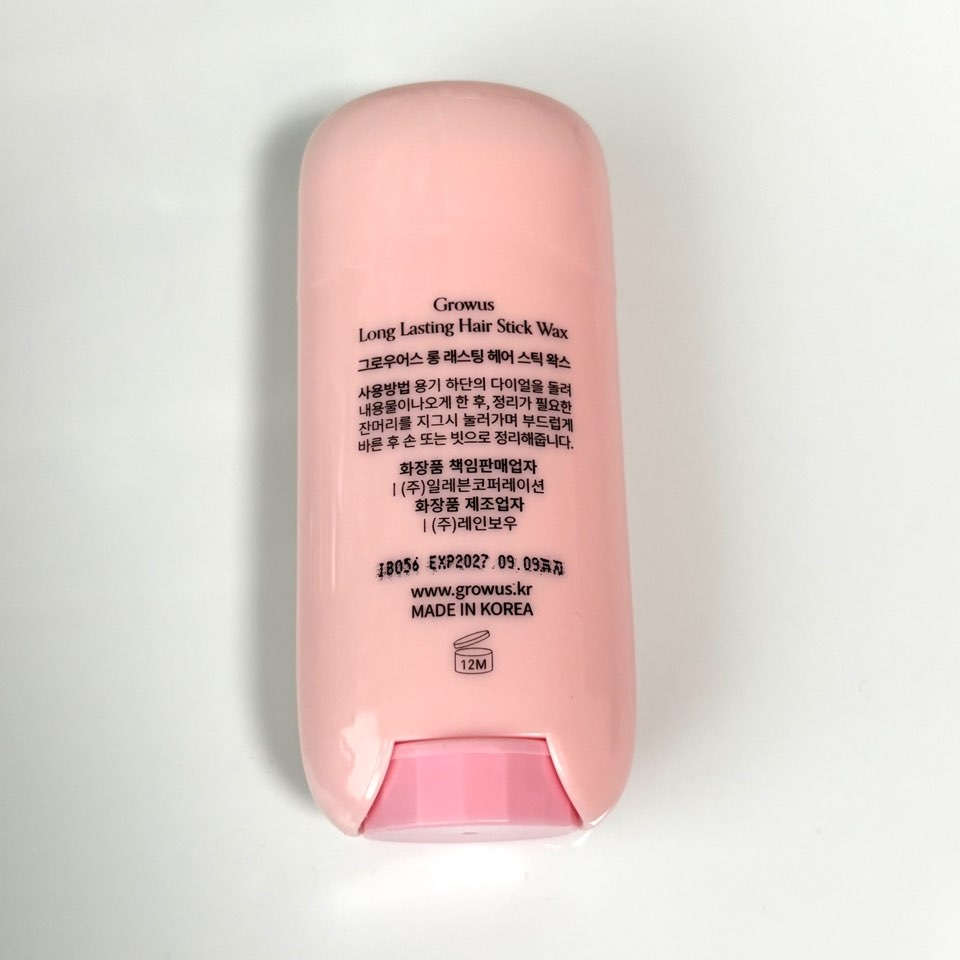 Growus
Long Lasting Hair Stick Wax
그로우어스 롱 래스팅 헤어 스틱 왁스
사용방법 용기 하단의 다이얼을 돌려
내용물이나오게 한 후, 정리가 필요한
잔머리를 지그시 눌러가며 부드럽게
바른 후 손 또는 빗으로 정리해줍니다.
화장품 책임판매업자
| (주)일레븐코퍼레이션
화장품 제조업자
| (주)레인보우
IB056 EXP2027.09.09표지
www.growus.kr
MADE IN KOREA
12M